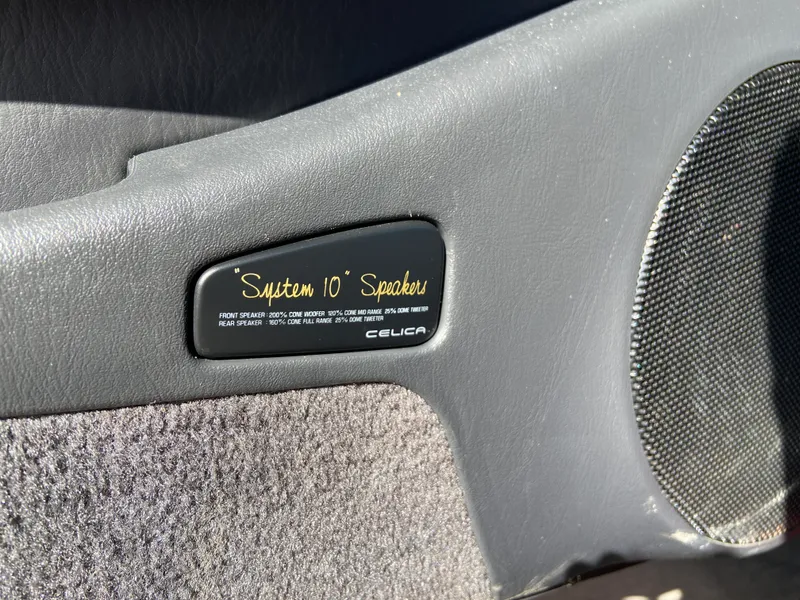 "System 10" Speakers
FRONT SPEAKER : 200% CONE WOOFER 120% CONE MID RANGE 25% DOME TWEETER
REAR SPEAKER : 160% CONE FULL RANGE 25% DOME TWEETER
CELICA